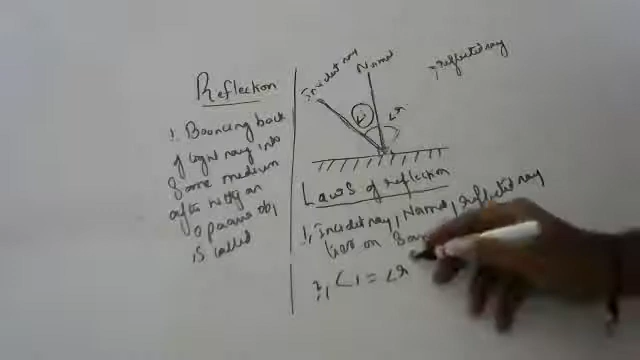 Reflection
1. Bouncing back
of light ray into
same medium
after hitting an
opaque obj
is called
Incident ray
Normal
reflected ray
∠i
∠r
Laws of reflection
1, Incident ray, Normal, reflected ray
lies on Same
2, ∠i = ∠r